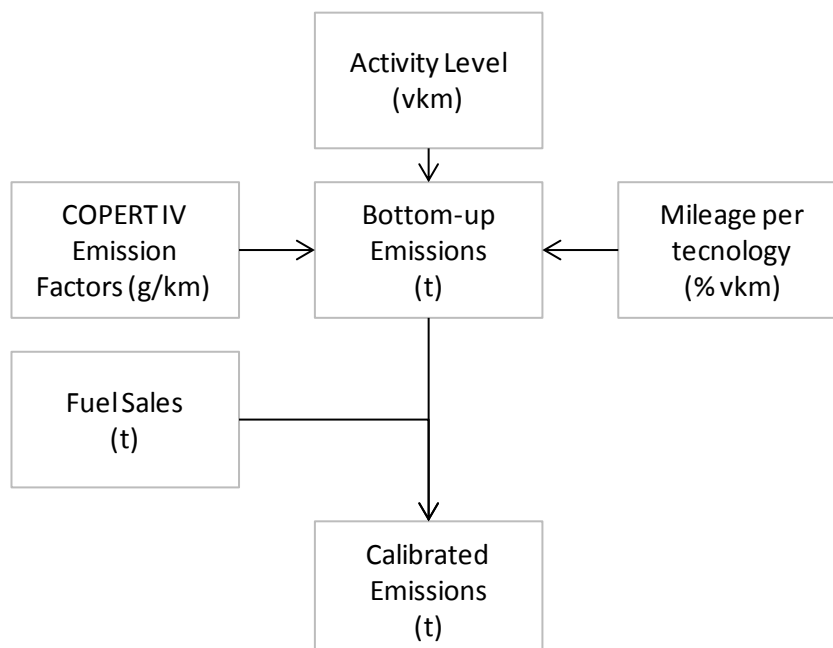 Activity Level
(vkm)
COPERT IV
Emission
Factors (g/km)
Bottom-up
Emissions
(t)
Mileage per
tecnology
(% vkm)
Fuel Sales
(t)
Calibrated
Emissions
(t)